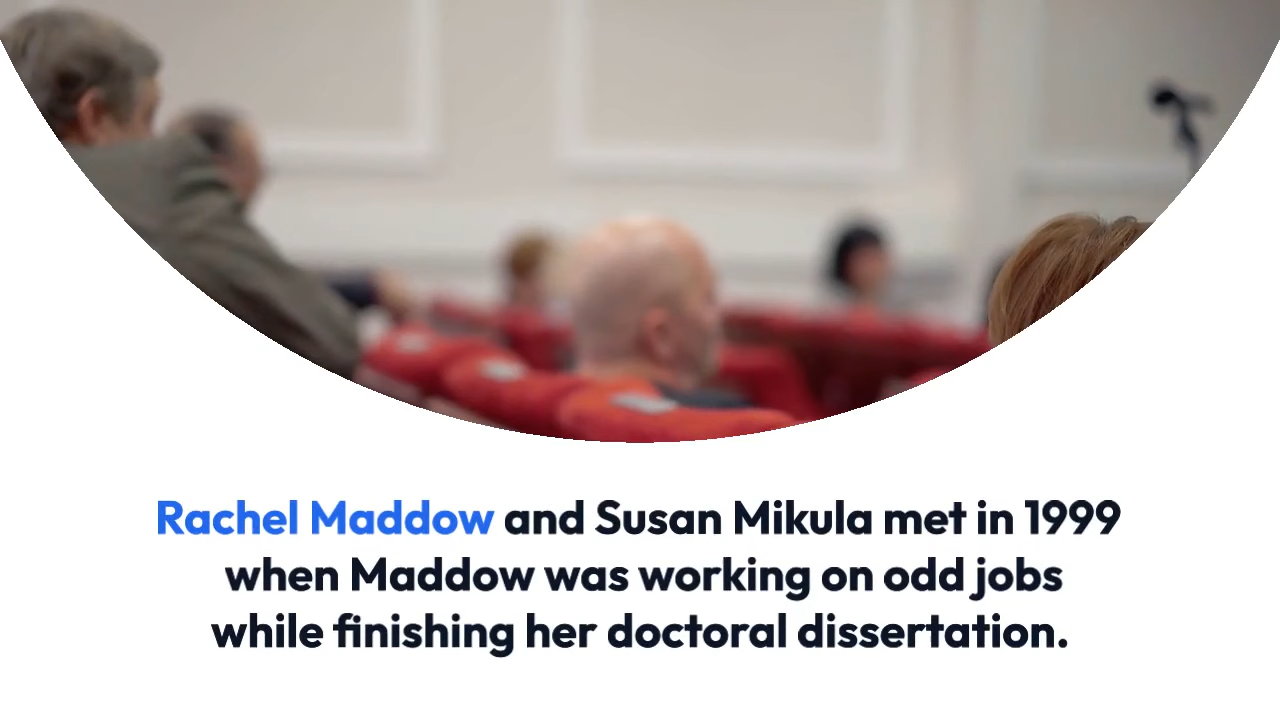 Rachel Maddow and Susan Mikula met in 1999
when Maddow was working on odd jobs
while finishing her doctoral dissertation.